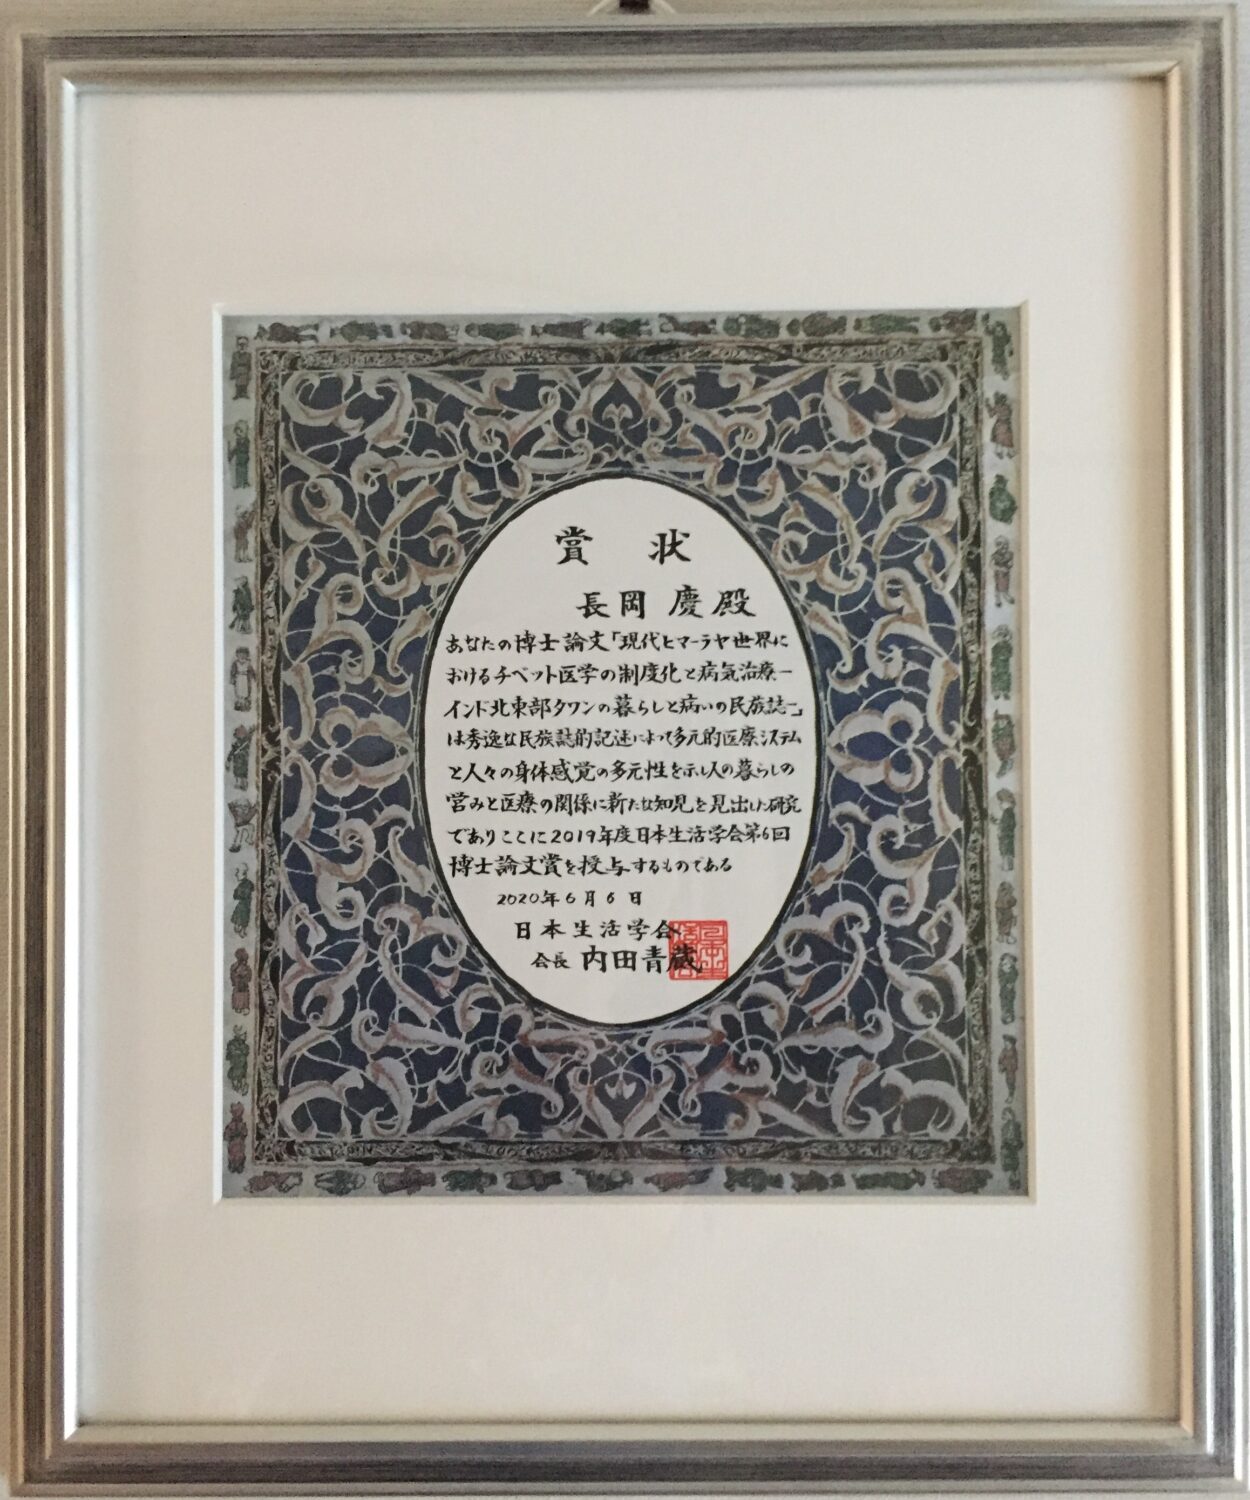 賞状
長岡 慶殿
あなたの博士論文「現代ヒマーラヤ世界に
おけるチベット医学の制度化と病気治療ー
インド北東部タワンの暮らしと病いの民族誌ー」
は秀逸な民族誌的記述によって多元的医療システム
と人々の身体感覚の多元性を示し人の暮らしの
営みと医療の関係に新たな知見を見出した研究
でありここに2019年度日本生活学会第6回
博士論文賞を授与するものである
2020年6月6日
日本生活学会
会長 内田青蔵